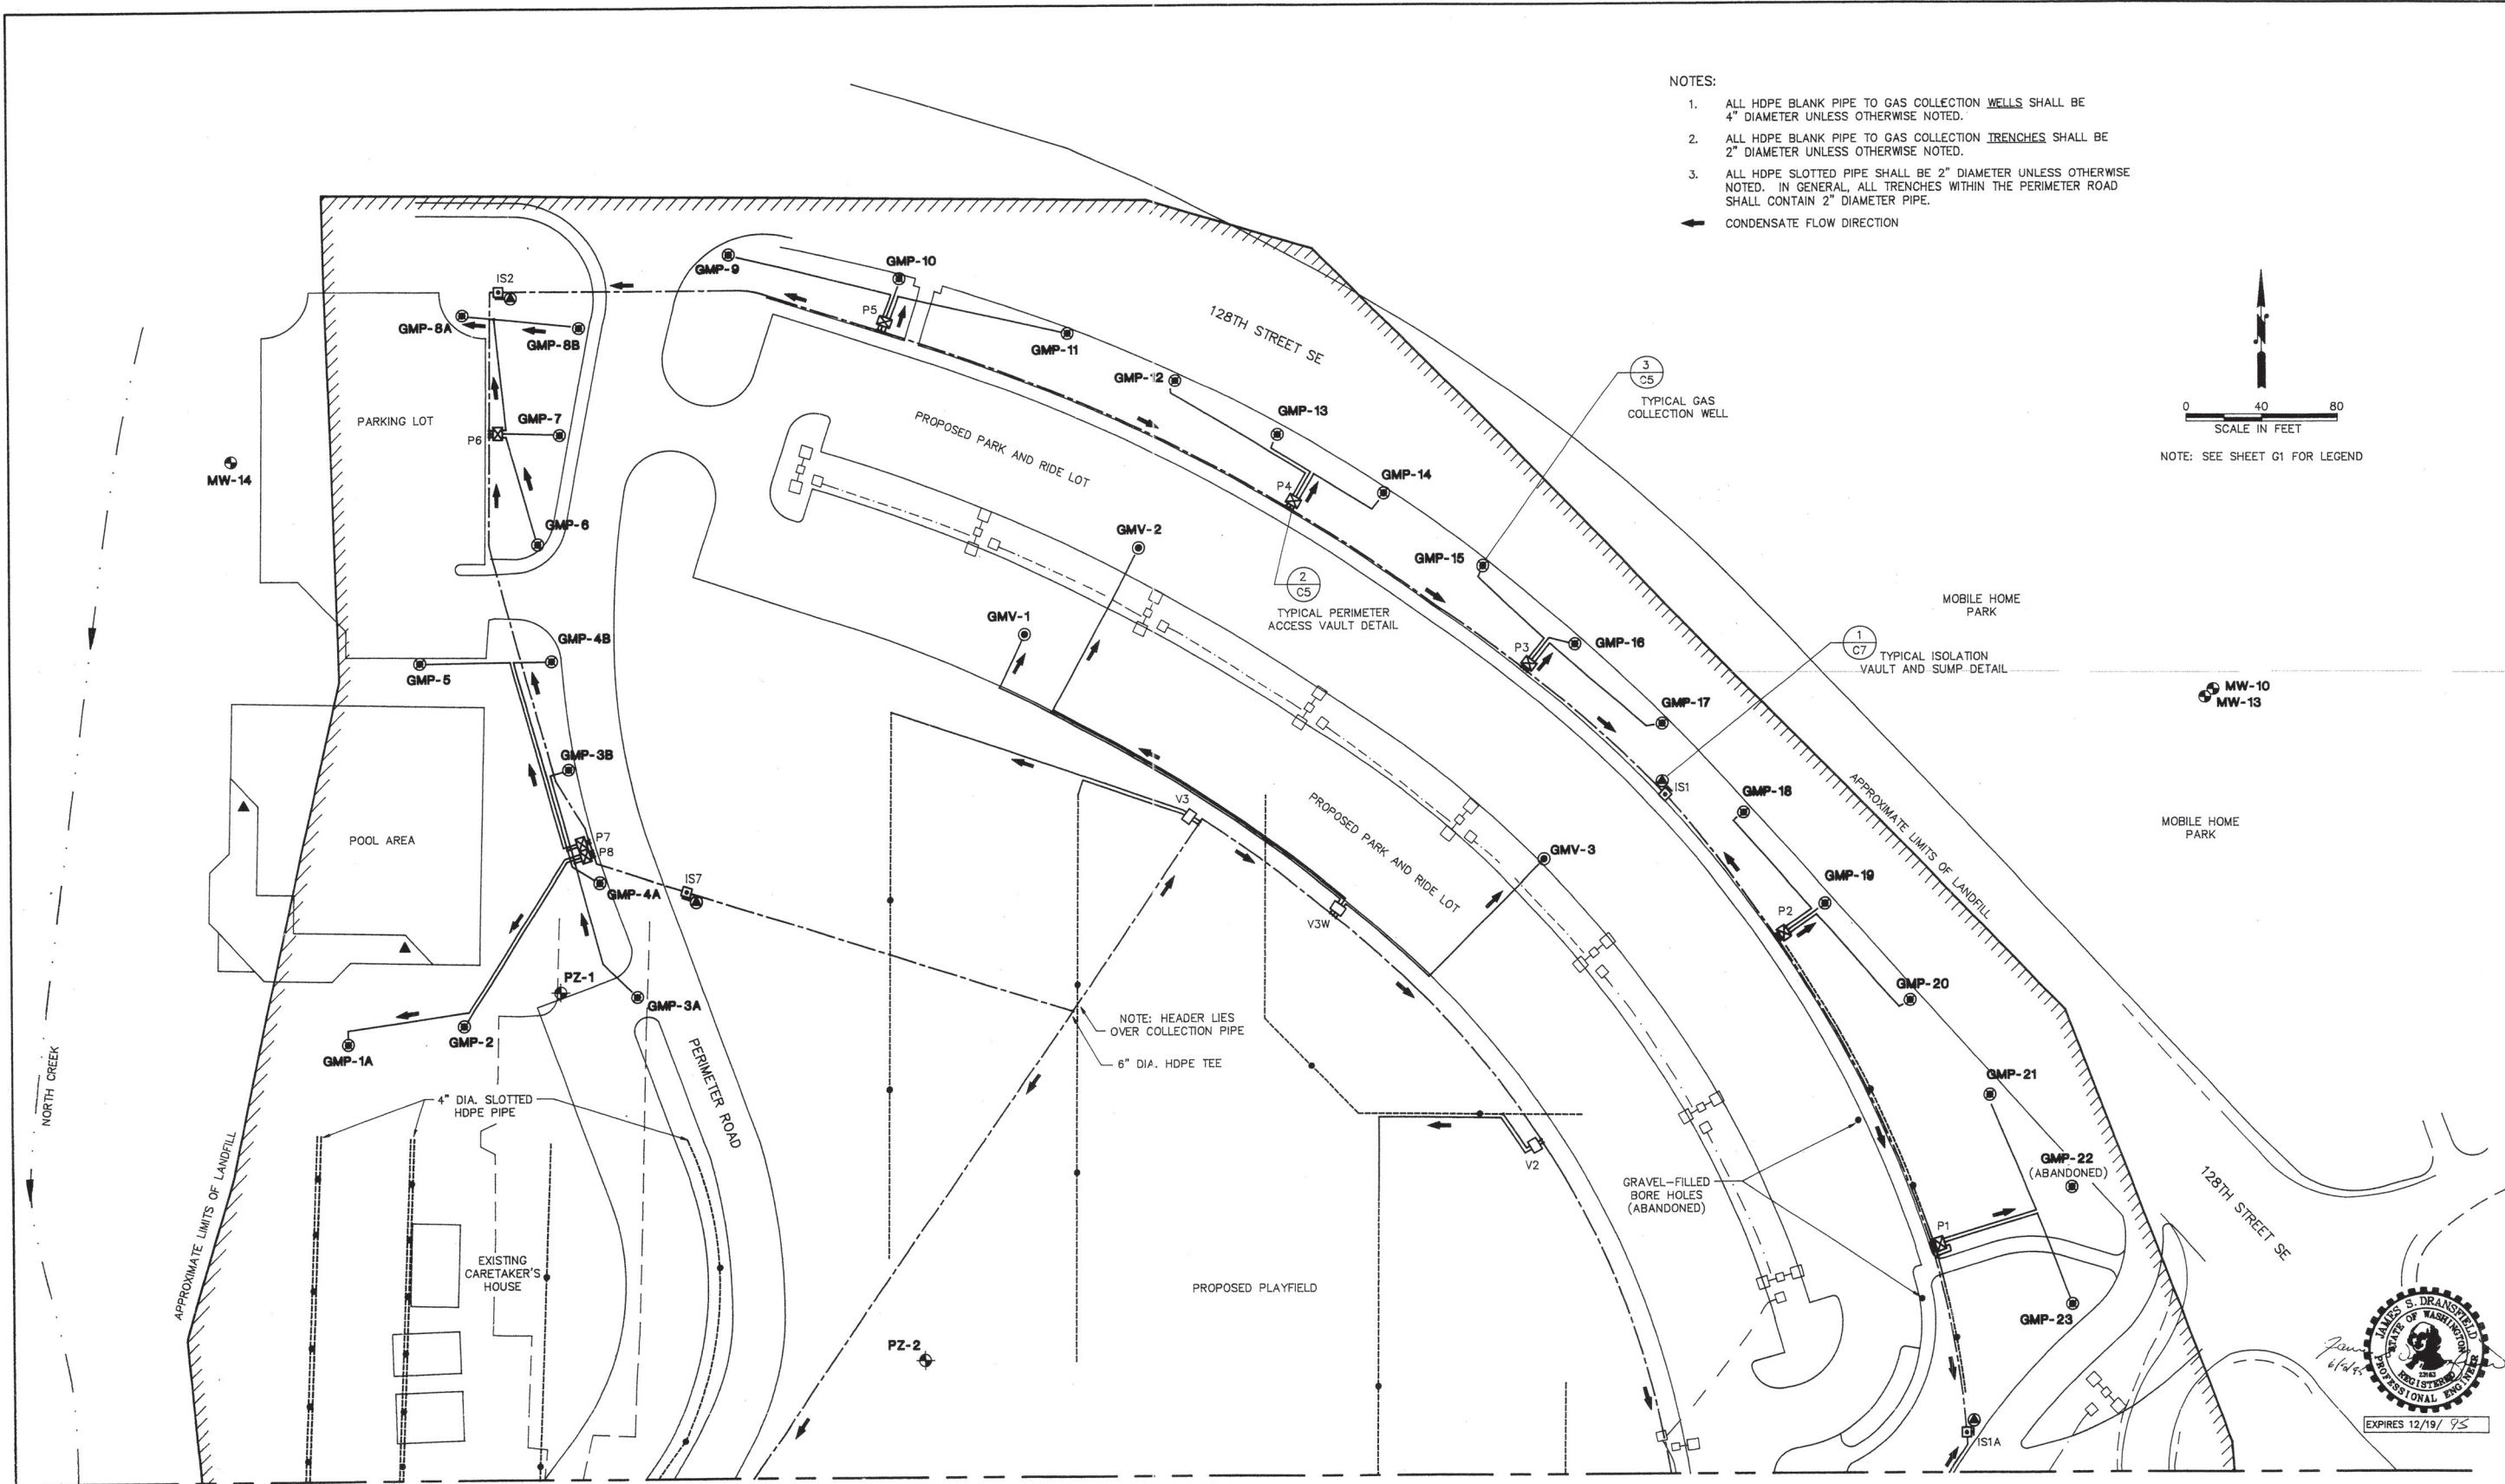 NOTES:
1. ALL HDPE BLANK PIPE TO GAS COLLECTION WELLS SHALL BE
4" DIAMETER UNLESS OTHERWISE NOTED.
2. ALL HDPE BLANK PIPE TO GAS COLLECTION TRENCHES SHALL BE
2" DIAMETER UNLESS OTHERWISE NOTED.
3. ALL HDPE SLOTTED PIPE SHALL BE 2" DIAMETER UNLESS OTHERWISE
NOTED. IN GENERAL, ALL TRENCHES WITHIN THE PERIMETER ROAD
SHALL CONTAIN 2" DIAMETER PIPE.
CONDENSATE FLOW DIRECTION
0 40 80
SCALE IN FEET
NOTE: SEE SHEET G1 FOR LEGEND
N
GMP-9
GMP-10
IS2
P5
GMP-8A
GMP-8B
GMP-11
128TH STREET SE
GMP-12
3
C5
TYPICAL GAS
COLLECTION WELL
GMP-13
GMP-7
PARKING LOT
P6
PROPOSED PARK AND RIDE LOT
MW-14
P4
GMP-14
GMP-6
GMV-2
GMP-15
2
C5
TYPICAL PERIMETER
ACCESS VAULT DETAIL
MOBILE HOME
PARK
GMV-1
GMP-4B
P3
GMP-16
1
C7
TYPICAL ISOLATION
VAULT AND SUMP DETAIL
GMP-5
MW-10
MW-13
GMP-17
GMP-3B
IS1
GMP-18
APPROXIMATE LIMITS OF LANDFILL
V3
PROPOSED PARK AND RIDE LOT
MOBILE HOME
PARK
POOL AREA
P7
P8
GMV-3
GMP-4A
IS7
GMP-19
P2
V3W
PZ-1
GMP-20
GMP-3A
NOTE: HEADER LIES
OVER COLLECTION PIPE
GMP-2
GMP-1A
6" DIA. HDPE TEE
PERIMETER ROAD
NORTH CREEK
GMP-21
4" DIA. SLOTTED
HDPE PIPE
V2
GMP-22
(ABANDONED)
GRAVEL-FILLED
BORE HOLES
(ABANDONED)
128TH STREET SE
APPROXIMATE LIMITS OF LANDFILL
P1
EXISTING
CARETAKER'S
HOUSE
PROPOSED PLAYFIELD
GMP-23
PZ-2
JAMES S. DRANSFIELD
STATE OF WASHINGTON
REGISTERED
PROFESSIONAL ENGINEER
EXPIRES 12/19/95
IS1A